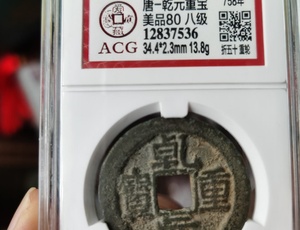 唐-乾元重宝
758年
美品80 八级
12837536
ACG
34.4*2.3mm 13.8g
折五十 重轮
乾
寶 重
元